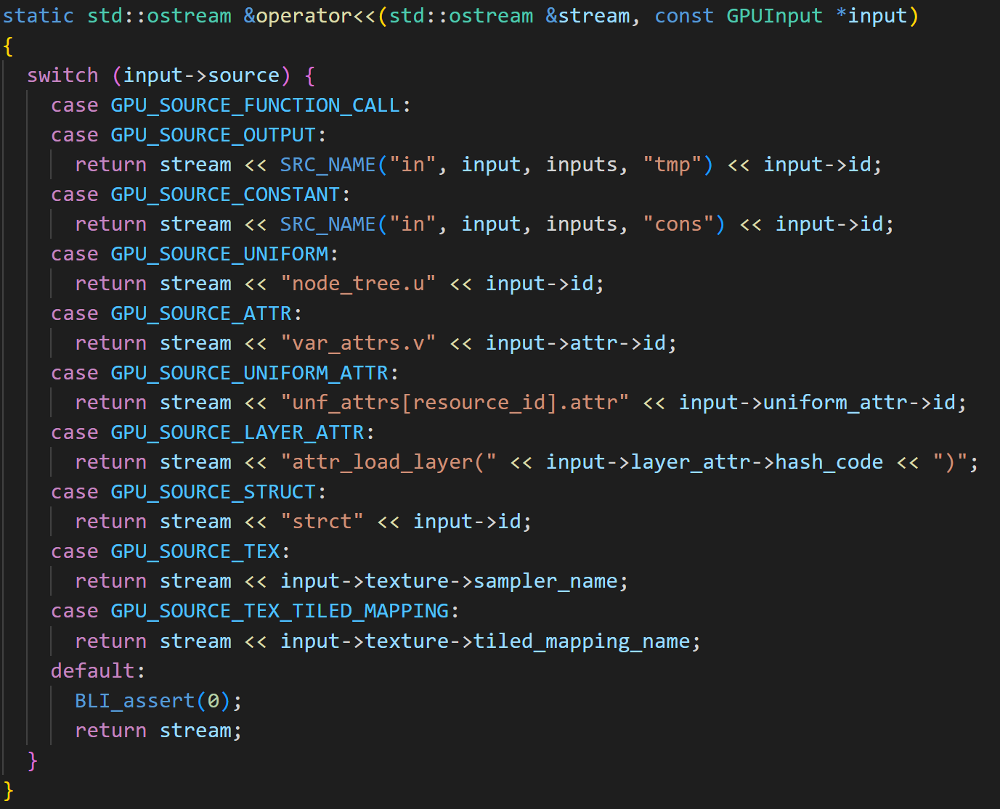 static std::ostream &operator<<(std::ostream &stream, const GPUInput *input)
{
  switch (input->source) {
    case GPU_SOURCE_FUNCTION_CALL:
    case GPU_SOURCE_OUTPUT:
      return stream << SRC_NAME("in", input, inputs, "tmp") << input->id;
    case GPU_SOURCE_CONSTANT:
      return stream << SRC_NAME("in", input, inputs, "cons") << input->id;
    case GPU_SOURCE_UNIFORM:
      return stream << "node_tree.u" << input->id;
    case GPU_SOURCE_ATTR:
      return stream << "var_attrs.v" << input->attr->id;
    case GPU_SOURCE_UNIFORM_ATTR:
      return stream << "unf_attrs[resource_id].attr" << input->uniform_attr->id;
    case GPU_SOURCE_LAYER_ATTR:
      return stream << "attr_load_layer(" << input->layer_attr->hash_code << ")";
    case GPU_SOURCE_STRUCT:
      return stream << "strct" << input->id;
    case GPU_SOURCE_TEX:
      return stream << input->texture->sampler_name;
    case GPU_SOURCE_TEX_TILED_MAPPING:
      return stream << input->texture->tiled_mapping_name;
    default:
      BLI_assert(0);
      return stream;
  }
}